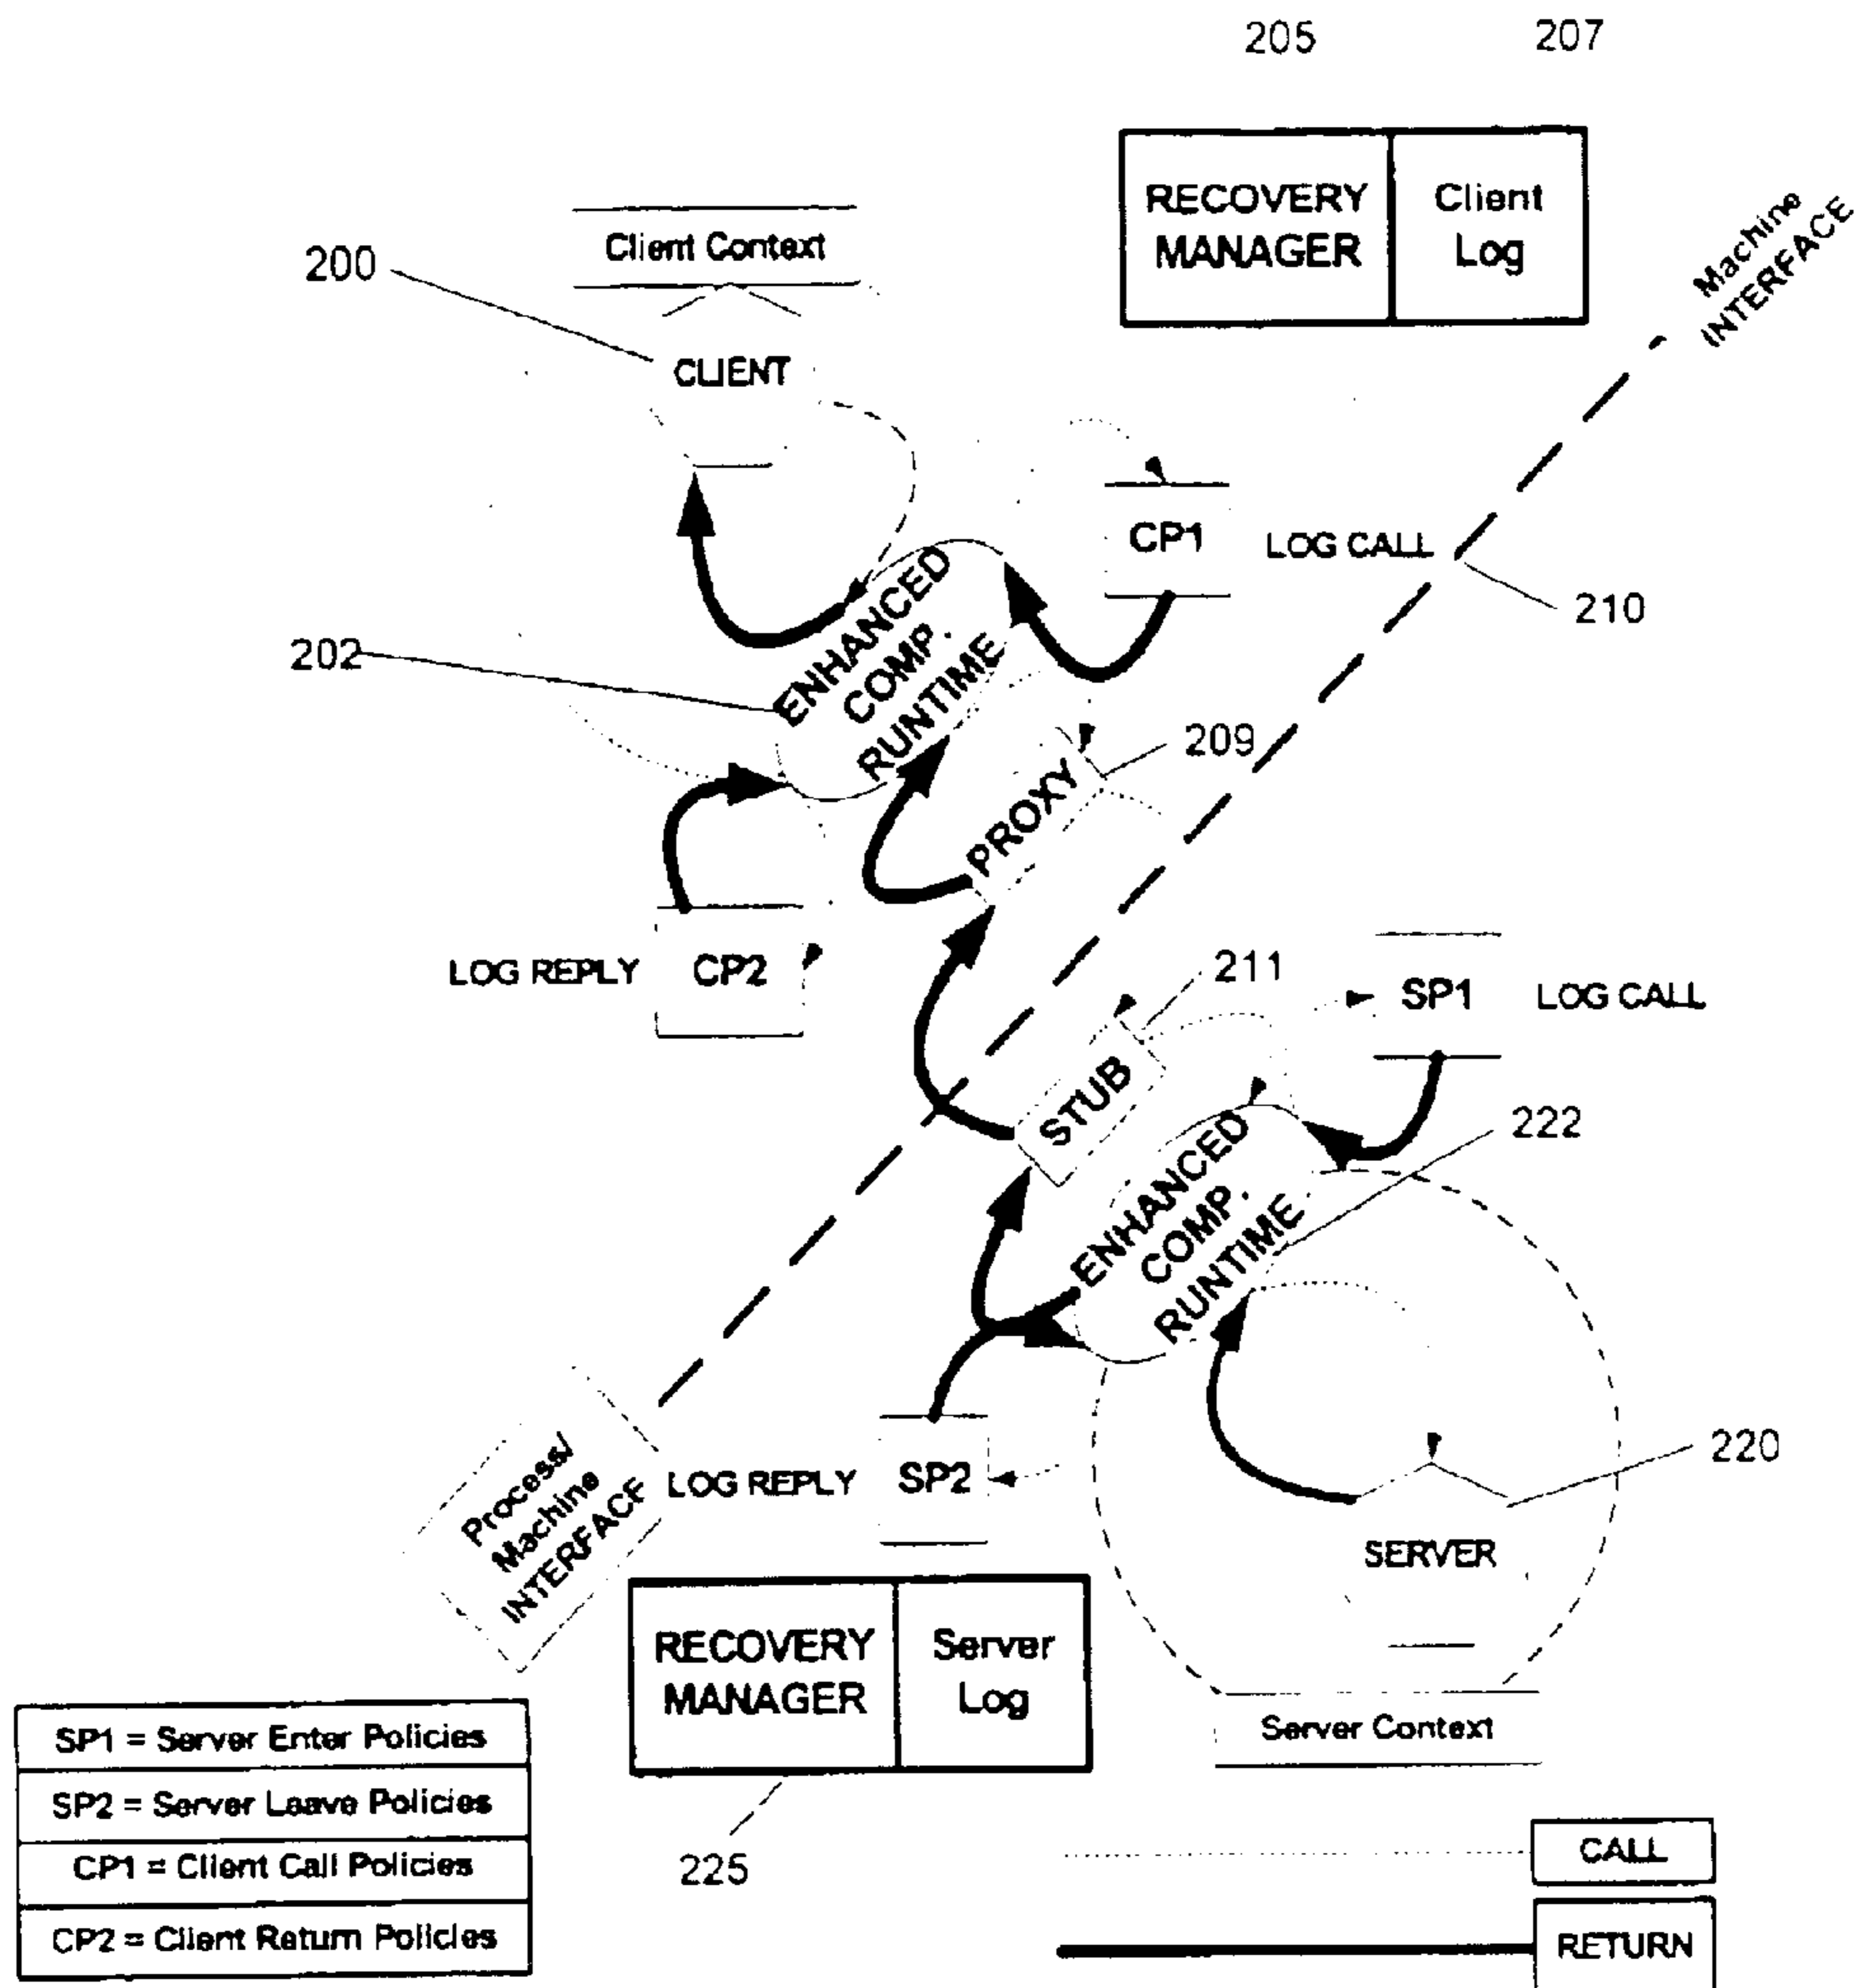 205 207
RECOVERY
MANAGER
Client
Log
Machine
INTERFACE
Client Context
200
CLIENT
CP1
LOG CALL
210
202
ENHANCED
COMP.
RUNTIME
209
PROXY
LOG REPLY
CP2
211
SP1
LOG CALL
STUB
222
ENHANCED
COMP.
RUNTIME
220
Process/
Machine
INTERFACE
LOG REPLY
SP2
SERVER
RECOVERY
MANAGER
Server
Log
Server Context
225
SP1 = Server Enter Policies
SP2 = Server Leave Policies
CP1 = Client Call Policies
CP2 = Client Return Policies
CALL
RETURN